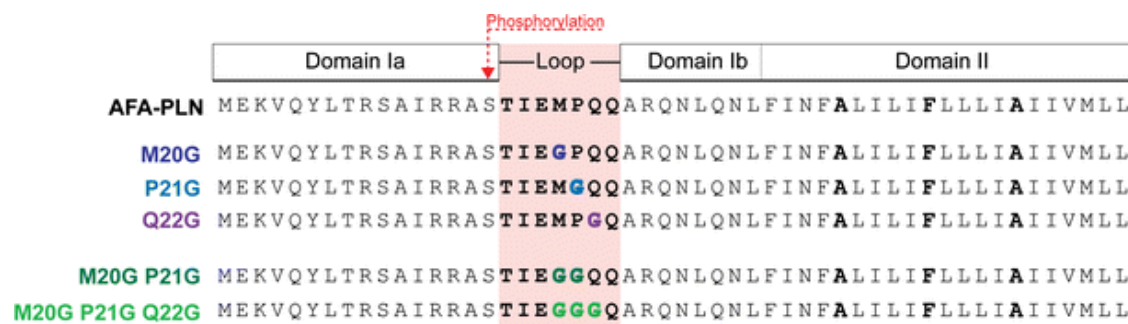 Phosphorylation
Domain Ia Loop Domain Ib Domain II
AFA-PLN MEKVQYLTRSAIRRASTIEMPQQARQNLQNLFINFALILIFLLLIAIIVMLL
M20G MEKVQYLTRSAIRRASTIEGPQQARQNLQNLFINFALILIFLLLIAIIVMLL
P21G MEKVQYLTRSAIRRASTIEMGQQARQNLQNLFINFALILIFLLLIAIIVMLL
Q22G MEKVQYLTRSAIRRASTIEMPGQARQNLQNLFINFALILIFLLLIAIIVMLL
M20G P21G MEKVQYLTRSAIRRASTIEGGQQARQNLQNLFINFALILIFLLLIAIIVMLL
M20G P21G Q22G MEKVQYLTRSAIRRASTIEGGGQARQNLQNLFINFALILIFLLLIAIIVMLL